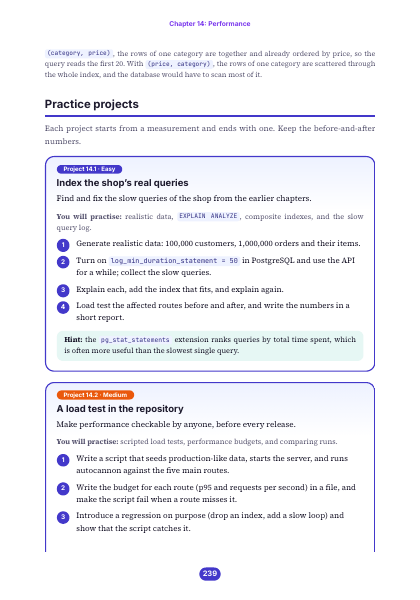 Chapter 14: Performance
(category, price), the rows of one category are together and already ordered by price, so the
query reads the first 20. With (price, category), the rows of one category are scattered through
the whole index, and the database would have to scan most of it.
Practice projects
Each project starts from a measurement and ends with one. Keep the before-and-after
numbers.
Project 14.1 · Easy
Index the shop's real queries
Find and fix the slow queries of the shop from the earlier chapters.
You will practise: realistic data, EXPLAIN ANALYZE, composite indexes, and the slow
query log.
1 Generate realistic data: 100,000 customers, 1,000,000 orders and their items.
2 Turn on log_min_duration_statement = 50 in PostgreSQL and use the API
for a while; collect the slow queries.
3 Explain each, add the index that fits, and explain again.
4 Load test the affected routes before and after, and write the numbers in a
short report.
Hint: the pg_stat_statements extension ranks queries by total time spent, which
is often more useful than the slowest single query.
Project 14.2 · Medium
A load test in the repository
Make performance checkable by anyone, before every release.
You will practise: scripted load tests, performance budgets, and comparing runs.
1 Write a script that seeds production-like data, starts the server, and runs
autocannon against the five main routes.
2 Write the budget for each route (p95 and requests per second) in a file, and
make the script fail when a route misses it.
3 Introduce a regression on purpose (drop an index, add a slow loop) and
show that the script catches it.
239